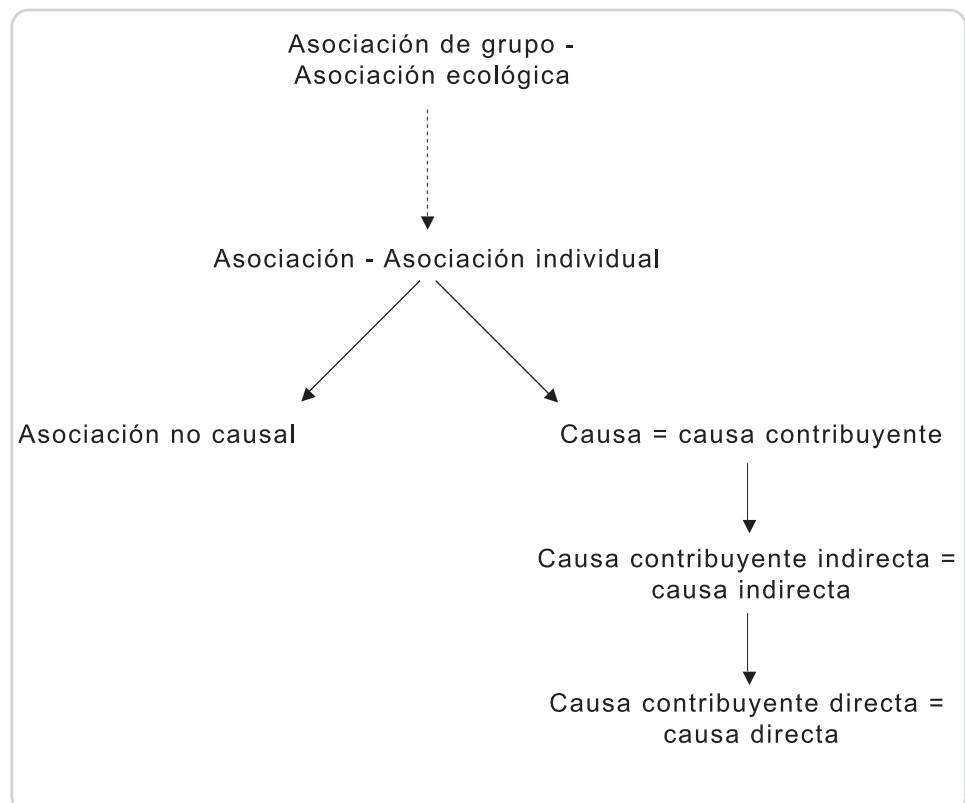 Asociación de grupo -
Asociación ecológica
Asociación - Asociación individual
Asociación no causal
Causa = causa contribuyente
Causa contribuyente indirecta =
causa indirecta
Causa contribuyente directa =
causa directa